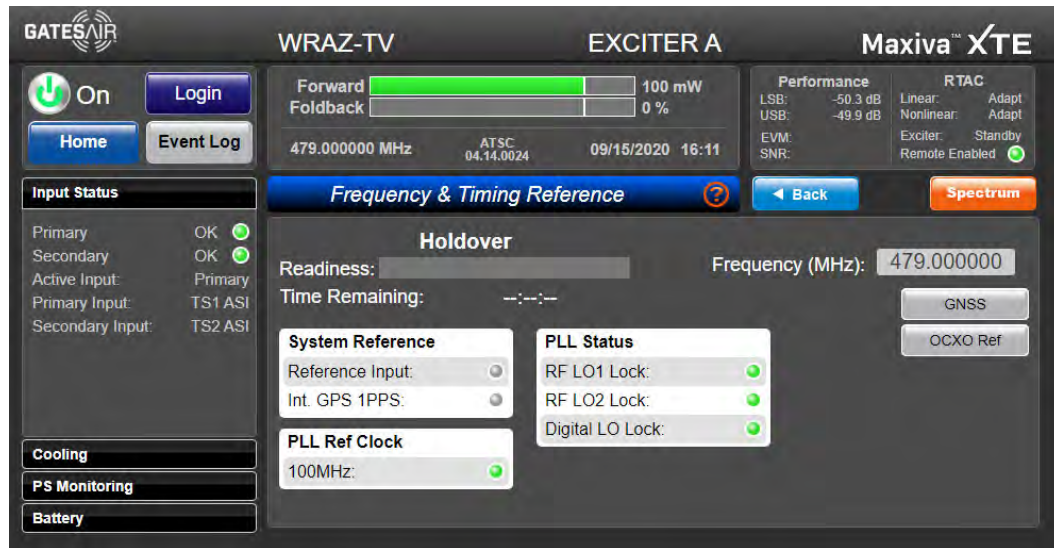 GATESAIR
WRAZ-TV
EXCITER A
Maxiva™ XTE
On
Login
Home
Event Log
Forward
100 mW
Foldback
0 %
479.000000 MHz
ATSC
04.14.0024
09/15/2020 16:11
Performance
LSB: -50.3 dB
USB: -49.9 dB
EVM:
SNR:
RTAC
Linear: Adapt
Nonlinear: Adapt
Exciter: Standby
Remote Enabled
Input Status
Frequency & Timing Reference
?
Back
Spectrum
Primary OK
Secondary OK
Active Input: Primary
Primary Input: TS1 ASI
Secondary Input: TS2 ASI
Cooling
PS Monitoring
Battery
Holdover
Readiness:
Time Remaining: --:--:--
Frequency (MHz): 479.000000
GNSS
OCXO Ref
System Reference
Reference Input:
Int. GPS 1PPS:
PLL Ref Clock
100MHz:
PLL Status
RF LO1 Lock:
RF LO2 Lock:
Digital LO Lock: